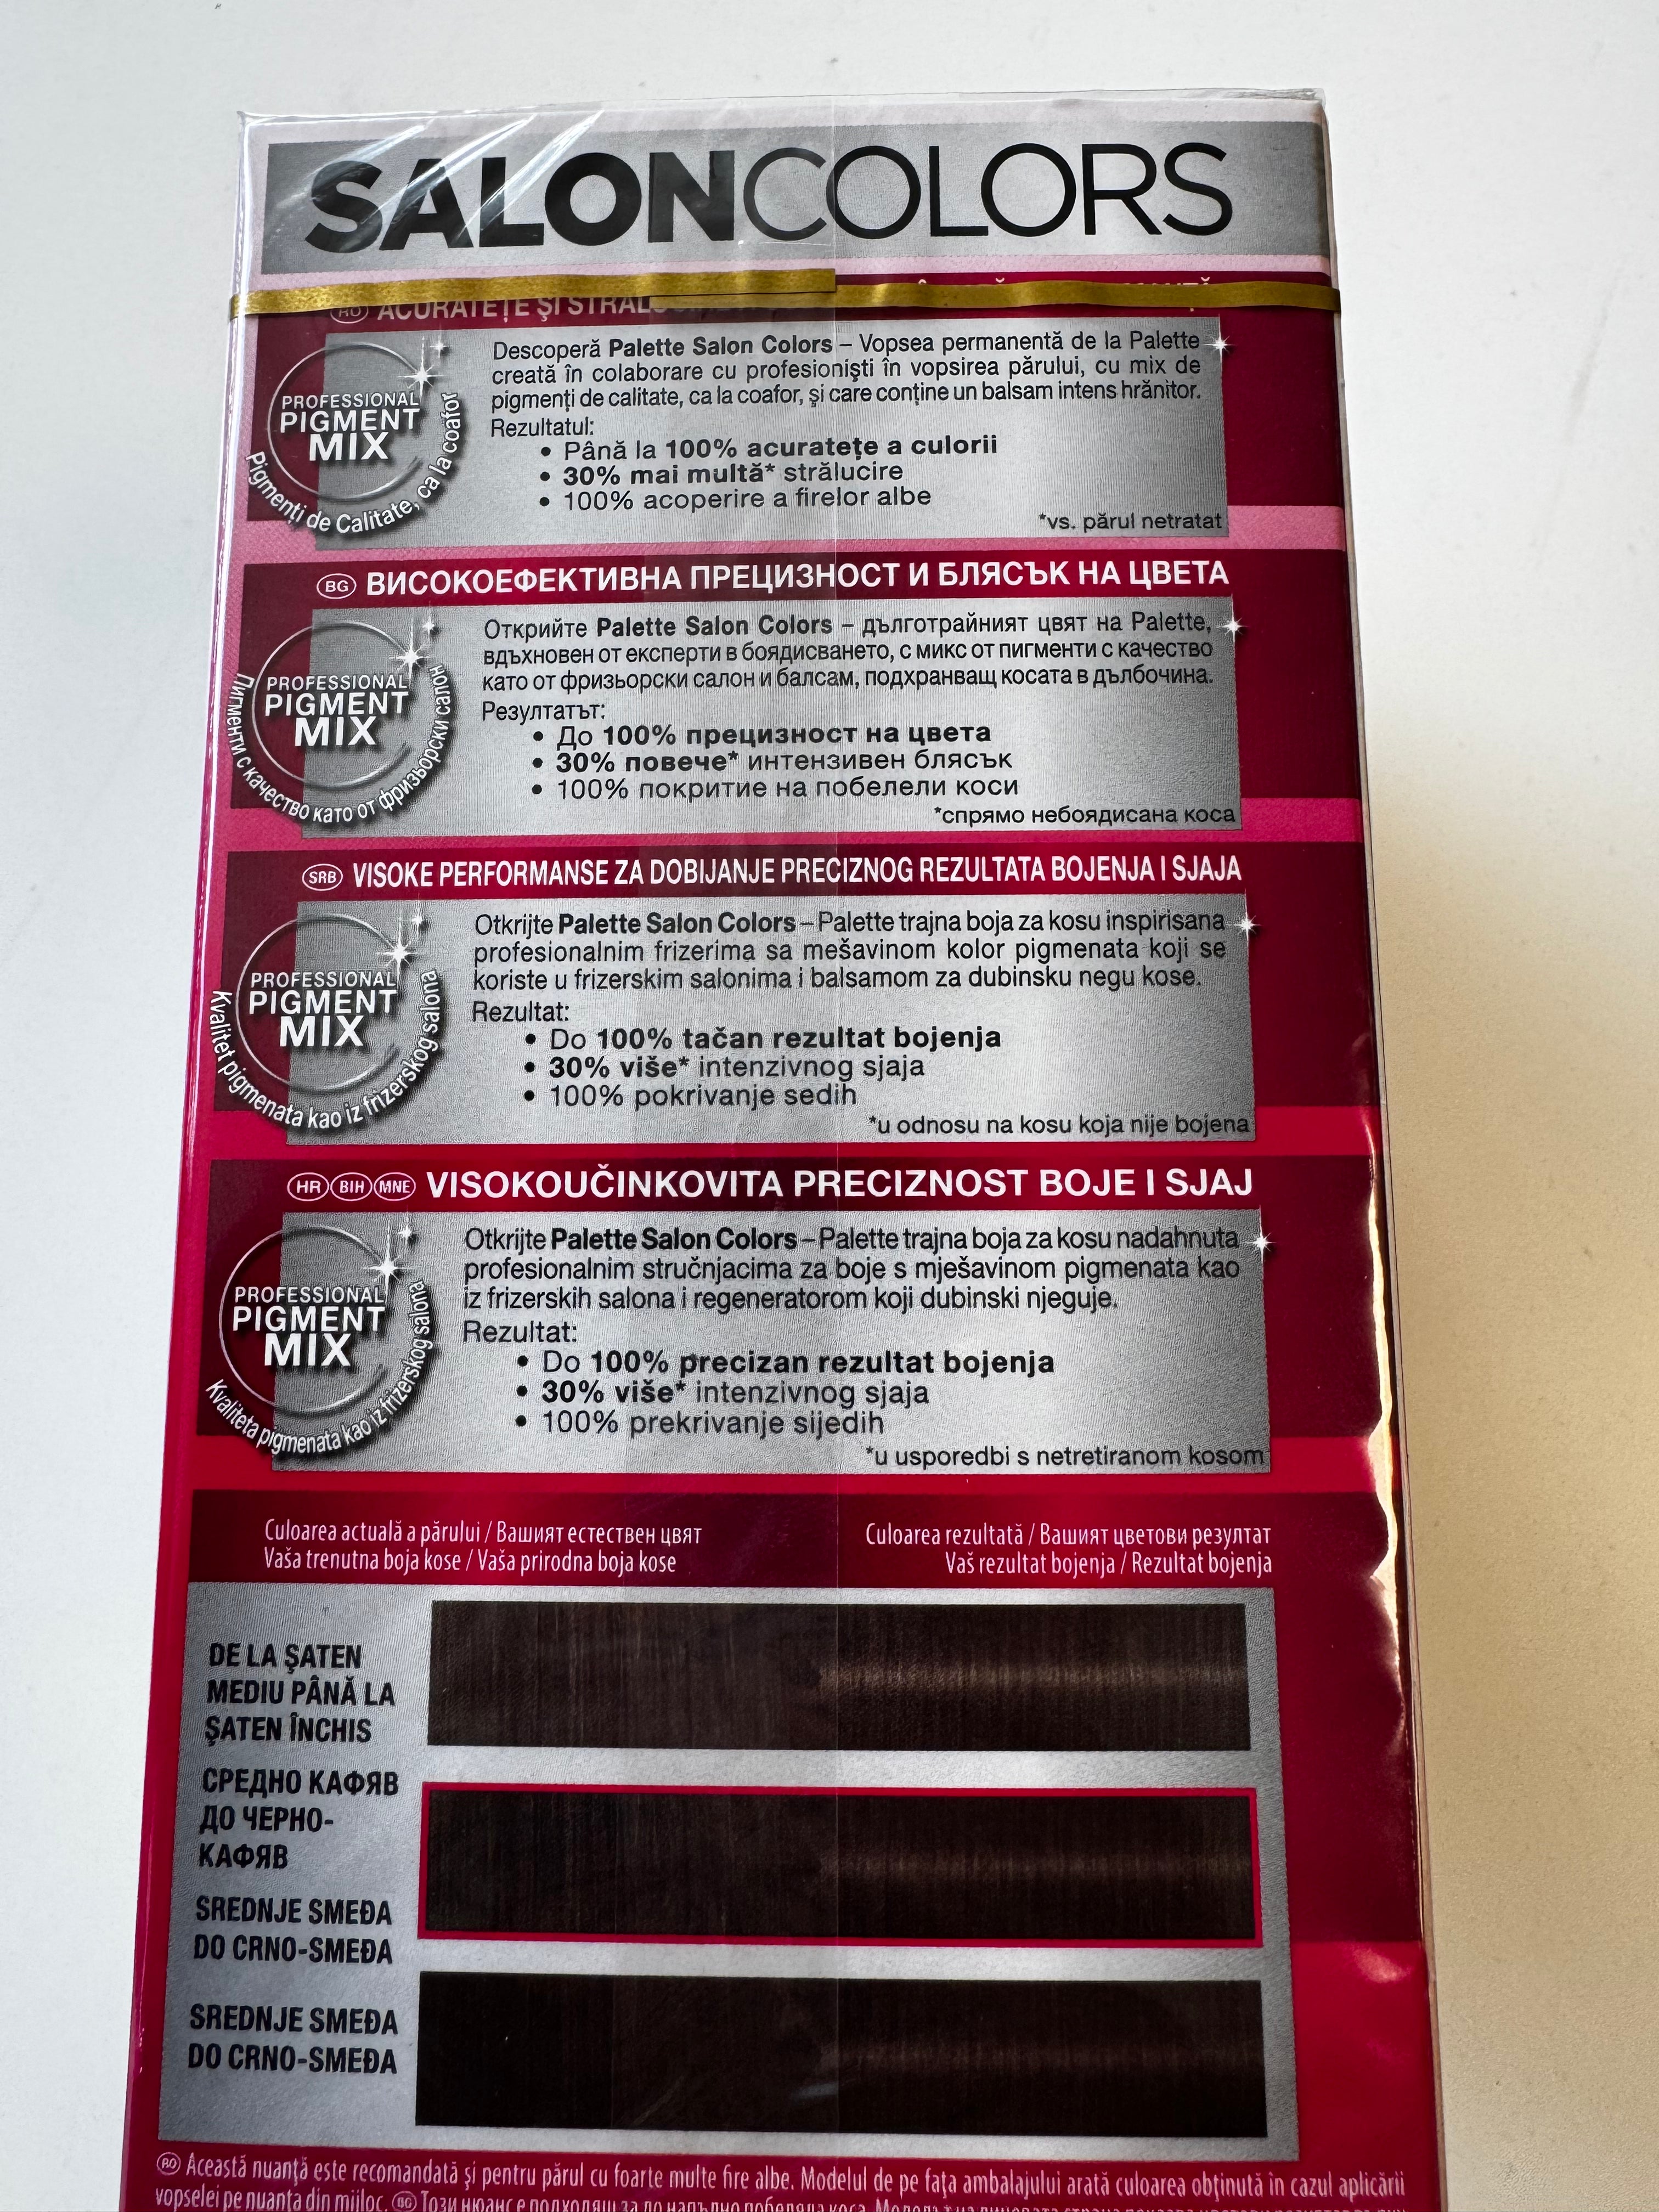 SALONCOLORS
RO ACURATEȚE ȘI
PROFESSIONAL
PIGMENT
MIX
Pigmenți de Calitate, ca la coafor
Descoperă Palette Salon Colors – Vopsea permanentă de la Palette
creată în colaborare cu profesioniști în vopsirea părului, cu mix de
pigmenți de calitate, ca la coafor, și care conține un balsam intens hrănitor.
Rezultatul:
• Până la 100% acuratețe a culorii
• 30% mai multă* strălucire
• 100% acoperire a firelor albe
*vs. părul netratat
BG ВИСОКОЕФЕКТИВНА ПРЕЦИЗНОСТ И БЛЯСЪК НА ЦВЕТА
PROFESSIONAL
PIGMENT
MIX
Пигменти с качество като от фризьорски салон
Открийте Palette Salon Colors – дълготрайният цвят на Palette,
вдъхновен от експерти в боядисването, с микс от пигменти с качество
като от фризьорски салон и балсам, подхранващ косата в дълбочина.
Резултатът:
• До 100% прецизност на цвета
• 30% повече* интензивен блясък
• 100% покритие на побелели коси
*спрямо небоядисана коса
SRB VISOKE PERFORMANSE ZA DOBIJANJE PRECIZNOG REZULTATA BOJENJA I SJAJA
PROFESSIONAL
PIGMENT
MIX
Kvalitet pigmenata kao iz frizerskog salona
Otkrijte Palette Salon Colors – Palette trajna boja za kosu inspirisana
profesionalnim frizerima sa mešavinom kolor pigmenata koji se
koriste u frizerskim salonima i balsamom za dubinsku negu kose.
Rezultat:
• Do 100% tačan rezultat bojenja
• 30% više* intenzivnog sjaja
• 100% pokrivanje sedih
*u odnosu na kosu koja nije bojena
HR BIH MNE VISOKOUČINKOVITA PRECIZNOST BOJE I SJAJ
PROFESSIONAL
PIGMENT
MIX
Kvaliteta pigmenata kao iz frizerskog salona
Otkrijte Palette Salon Colors – Palette trajna boja za kosu nadahnuta
profesionalnim stručnjacima za boje s mješavinom pigmenata kao
iz frizerskih salona i regeneratorom koji dubinski njeguje.
Rezultat:
• Do 100% precizan rezultat bojenja
• 30% više* intenzivnog sjaja
• 100% prekrivanje sijedih
*u usporedbi s netretiranom kosom
Culoarea actuală a părului / Вашият естествен цвят
Vaša trenutna boja kose / Vaša prirodna boja kose
Culoarea rezultată / Вашият цветови резултат
Vaš rezultat bojenja / Rezultat bojenja
DE LA ŞATEN
MEDIU PÂNĂ LA
ŞATEN ÎNCHIS
СРЕДНО КАФЯВ
ДО ЧЕРНО-
КАФЯВ
SREDNJE SMEĐA
DO CRNO-SMEĐA
SREDNJE SMEĐA
DO CRNO-SMEĐA
RO Această nuanță este recomandată și pentru părul cu foarte multe fire albe. Modelul de pe fața ambalajului arată culoarea obținută în cazul aplicării
vopselei pe nuanța din mijloc. BG Този нюанс е подходящ за до напълно побеляла коса.